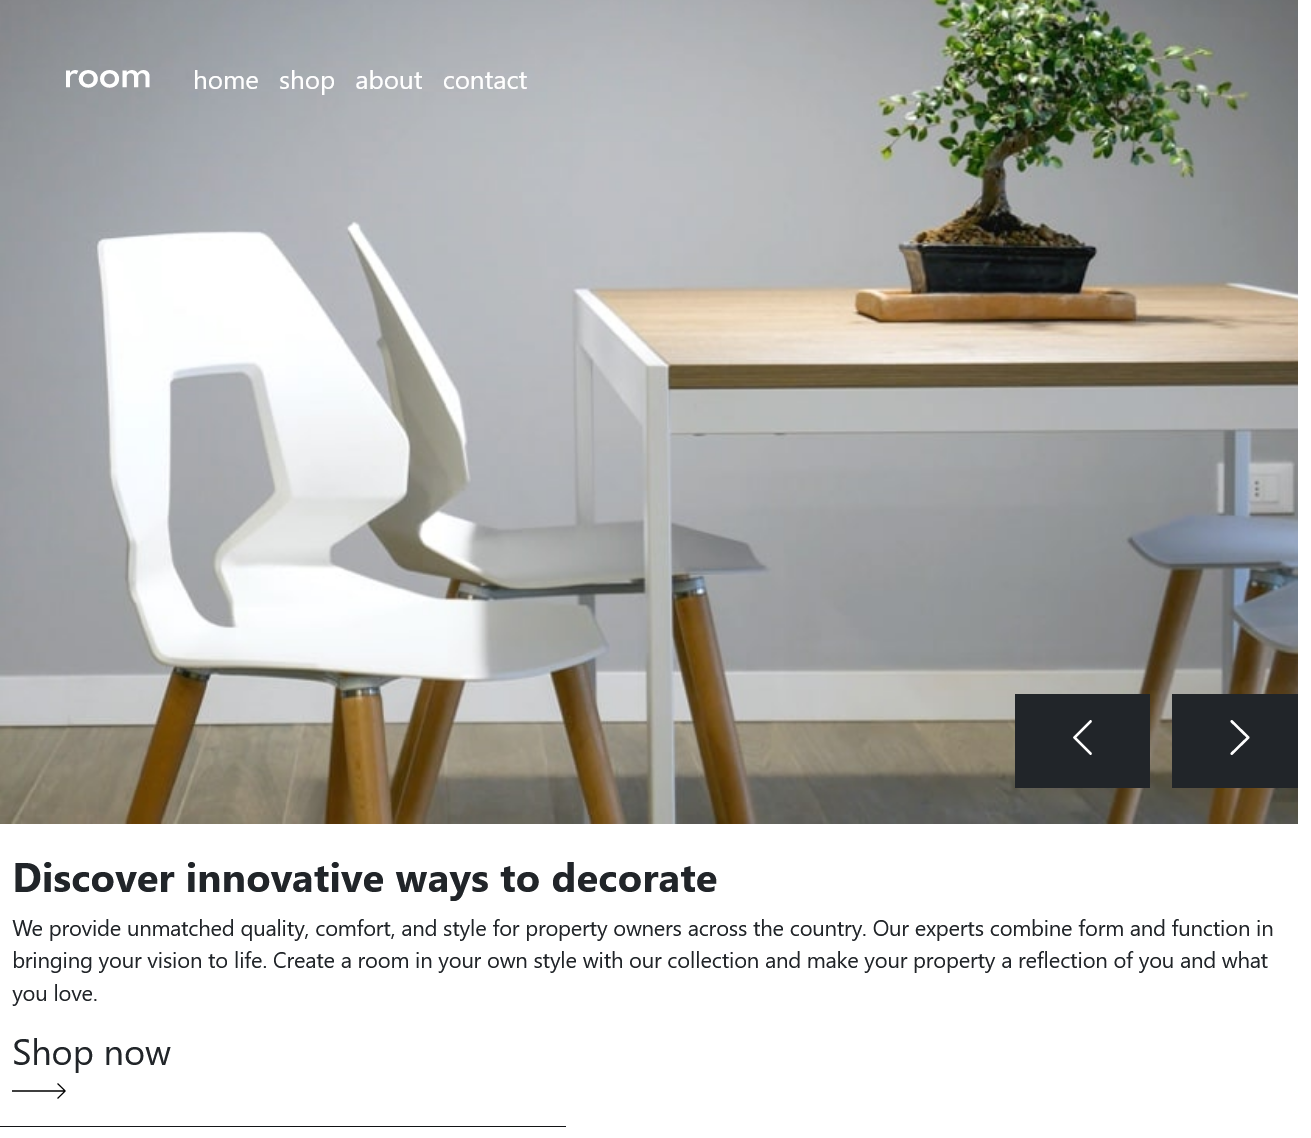 room home shop about contact
Discover innovative ways to decorate
We provide unmatched quality, comfort, and style for property owners across the country. Our experts combine form and function in
bringing your vision to life. Create a room in your own style with our collection and make your property a reflection of you and what
you love.
Shop now